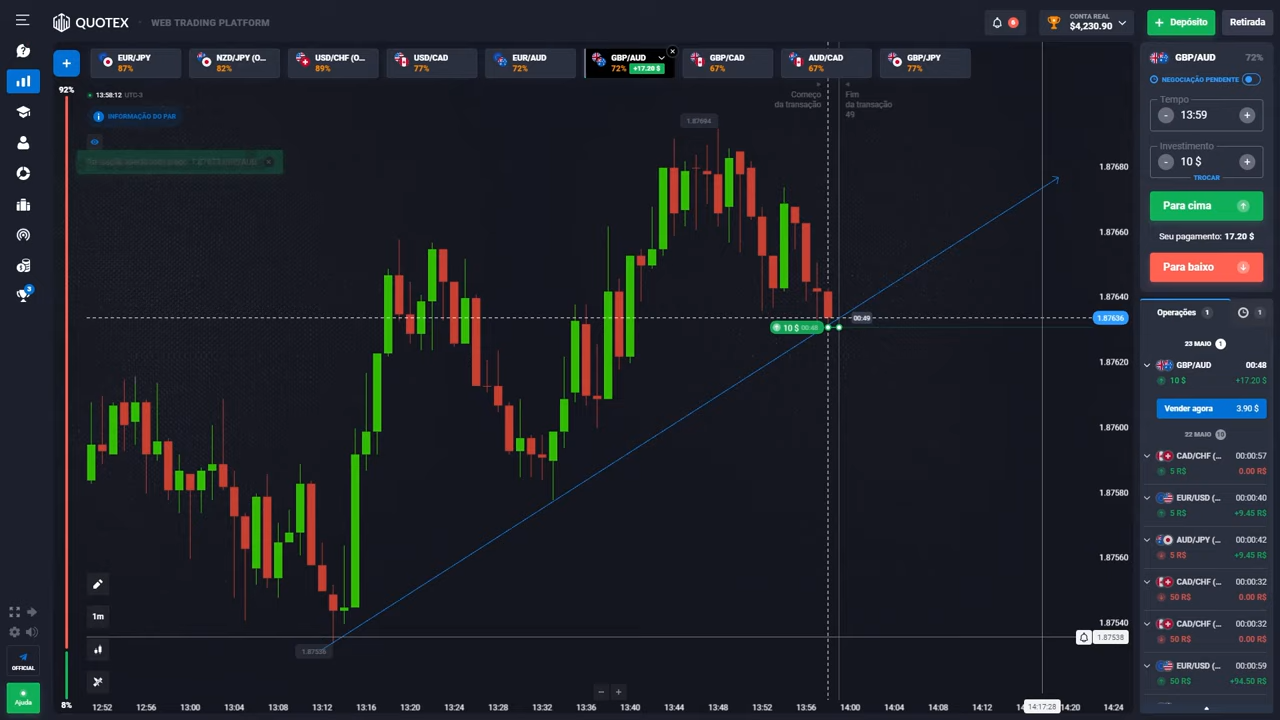 QUOTEX
WEB TRADING PLATFORM
6
CONTA REAL
$4,230.90
Depósito
Retirada
EUR/JPY
87%
NZD/JPY (O...
82%
USD/CHF (O...
89%
USD/CAD
77%
EUR/AUD
72%
GBP/AUD
72% +17.20 $
GBP/CAD
67%
AUD/CAD
67%
GBP/JPY
77%
GBP/AUD 72%
NEGOCIAÇÃO PENDENTE
Tempo
- 13:59 +
Investimento
- 10 $ +
TROCAR
Para cima
Seu pagamento: 17.20 $
Para baixo
Operações 1
1
23 MAIO 1
GBP/AUD 00:48
10 $ +17.20 $
Vender agora 3.90 $
22 MAIO 10
CAD/CHF (... 00:00:57
5 R$ 0.00 R$
EUR/USD (... 00:00:40
5 R$ +9.45 R$
AUD/JPY (... 00:00:42
5 R$ +9.45 R$
CAD/CHF (... 00:00:32
50 R$ 0.00 R$
CAD/CHF (... 00:00:32
50 R$ 0.00 R$
EUR/USD (... 00:00:59
50 R$ +94.50 R$
92%
13:58:12 UTC-3
INFORMAÇÃO DO PAR
Começo
da transação
Fim
da transação
49
1.87694
1.87680
1.87660
1.87640
1.87636
1.87620
1.87600
1.87580
1.87560
1.87540
1.87538
10 $ 00:48
00:49
1m
8%
3
OFFICIAL
Ajuda
12:52 12:56 13:00 13:04 13:08 13:12 13:16 13:20 13:24 13:28 13:32 13:36 13:40 13:44 13:48 13:52 13:56 14:00 14:04 14:08 14:12 14:17:28 14:20 14:24